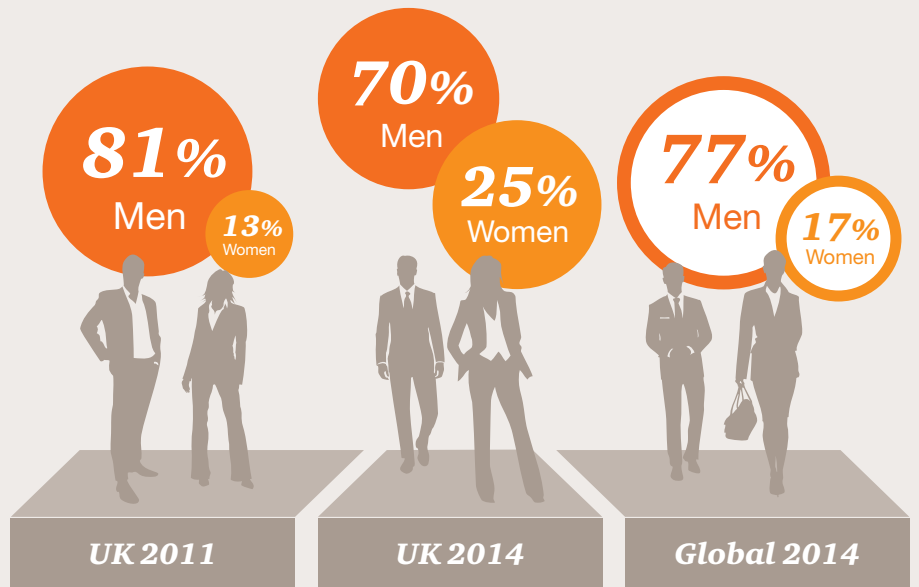 81%
Men
13%
Women
70%
Men
25%
Women
77%
Men
17%
Women
UK 2011
UK 2014
Global 2014